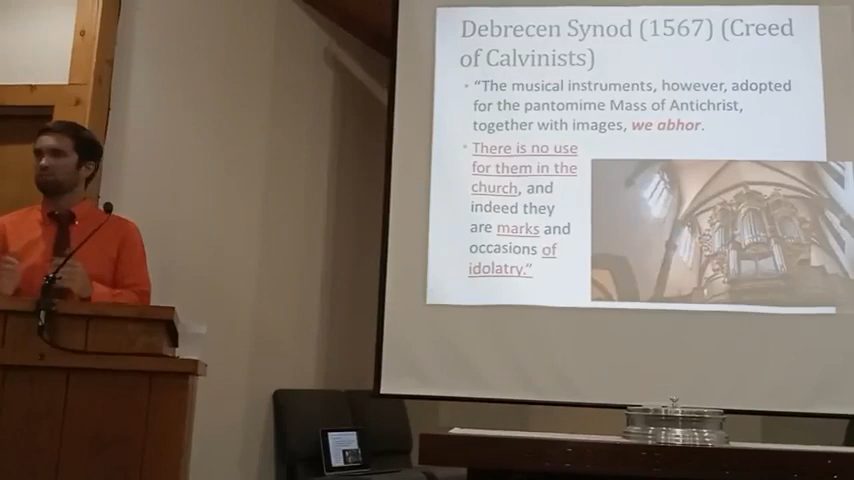 Debrecen Synod (1567) (Creed
of Calvinists)
• "The musical instruments, however, adopted
for the pantomime Mass of Antichrist,
together with images, we abhor.
• There is no use
for them in the
church, and
indeed they
are marks and
occasions of
idolatry."